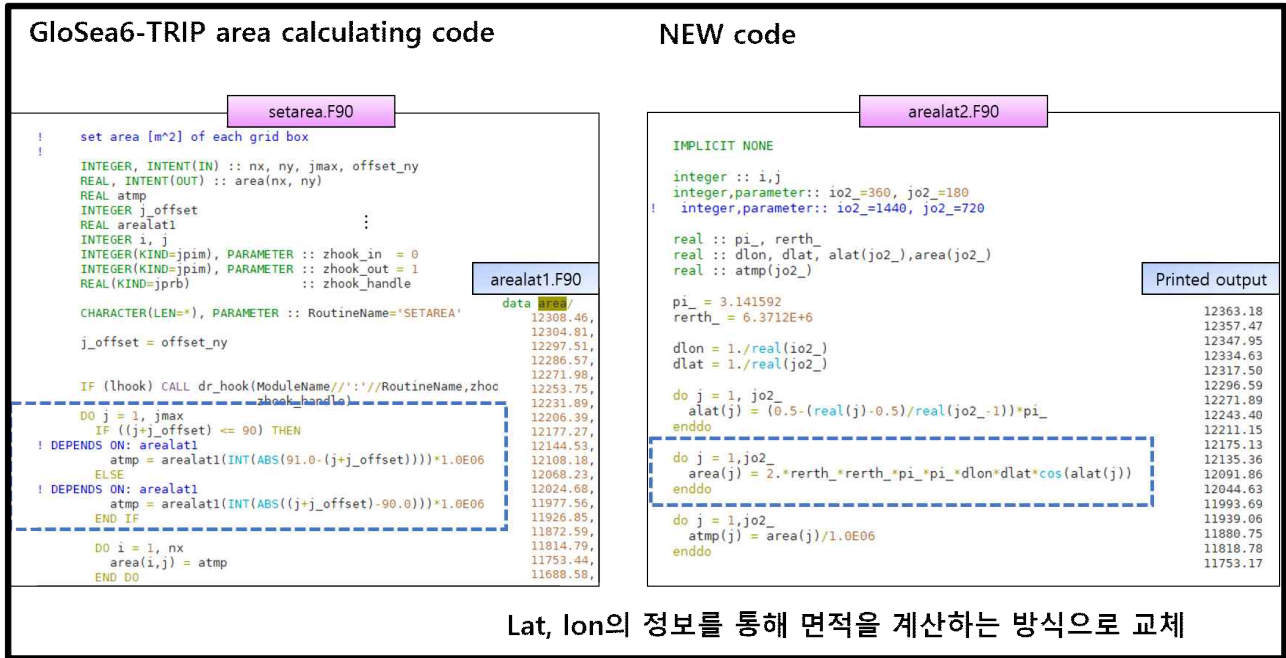 GloSea6-TRIP area calculating code
setarea.F90
!     set area [m^2] of each grid box
!
INTEGER, INTENT(IN) :: nx, ny, jmax, offset_ny
REAL, INTENT(OUT) :: area(nx, ny)
REAL atmp
INTEGER j_offset
REAL arealat1
INTEGER i, j
INTEGER(KIND=jpim), PARAMETER :: zhook_in  = 0
INTEGER(KIND=jpim), PARAMETER :: zhook_out = 1
REAL(KIND=jprb)               :: zhook_handle
CHARACTER(LEN=*), PARAMETER :: RoutineName='SETAREA'
j_offset = offset_ny
IF (lhook) CALL dr_hook(ModuleName//':'//RoutineName,zhoo
zhook_handle)
DO j = 1, jmax
IF ((j+j_offset) <= 90) THEN
! DEPENDS ON: arealat1
atmp = arealat1(INT(ABS(91.0-(j+j_offset))))*1.0E06
ELSE
! DEPENDS ON: arealat1
atmp = arealat1(INT(ABS((j+j_offset)-90.0)))*1.0E06
END IF
DO i = 1, nx
area(i,j) = atmp
END DO
⋮
arealat1.F90
data area/
12308.46,
12304.81,
12297.51,
12286.57,
12271.98,
12253.75,
12231.89,
12206.39,
12177.27,
12144.53,
12108.18,
12068.23,
12024.68,
11977.56,
11926.85,
11872.59,
11814.79,
11753.44,
11688.58,
NEW code
arealat2.F90
IMPLICIT NONE
integer :: i,j
integer,parameter:: io2_=360, jo2_=180
!   integer,parameter:: io2_=1440, jo2_=720
real :: pi_, rerth_
real :: dlon, dlat, alat(jo2_),area(jo2_)
real :: atmp(jo2_)
pi_ = 3.141592
rerth_ = 6.3712E+6
dlon = 1./real(io2_)
dlat = 1./real(jo2_)
do j = 1, jo2_
alat(j) = (0.5-(real(j)-0.5)/real(jo2_-1))*pi_
enddo
do j = 1,jo2_
area(j) = 2.*rerth_*rerth_*pi_*pi_*dlon*dlat*cos(alat(j))
enddo
do j = 1,jo2_
atmp(j) = area(j)/1.0E06
enddo
Printed output
12363.18
12357.47
12347.95
12334.63
12317.50
12296.59
12271.89
12243.40
12211.15
12175.13
12135.36
12091.86
12044.63
11993.69
11939.06
11880.75
11818.78
11753.17
Lat, lon의 정보를 통해 면적을 계산하는 방식으로 교체